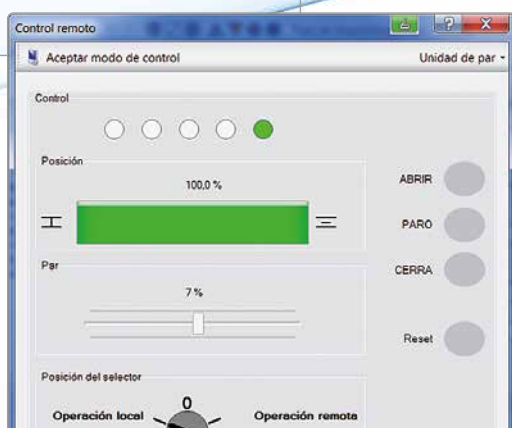 Control remoto
Aceptar modo de control
Unidad de par
Control
Posición
100,0 %
ABRIR
PARO
CERRA
Par
7 %
Reset
Posición del selector
0
Operación local
Operación remota